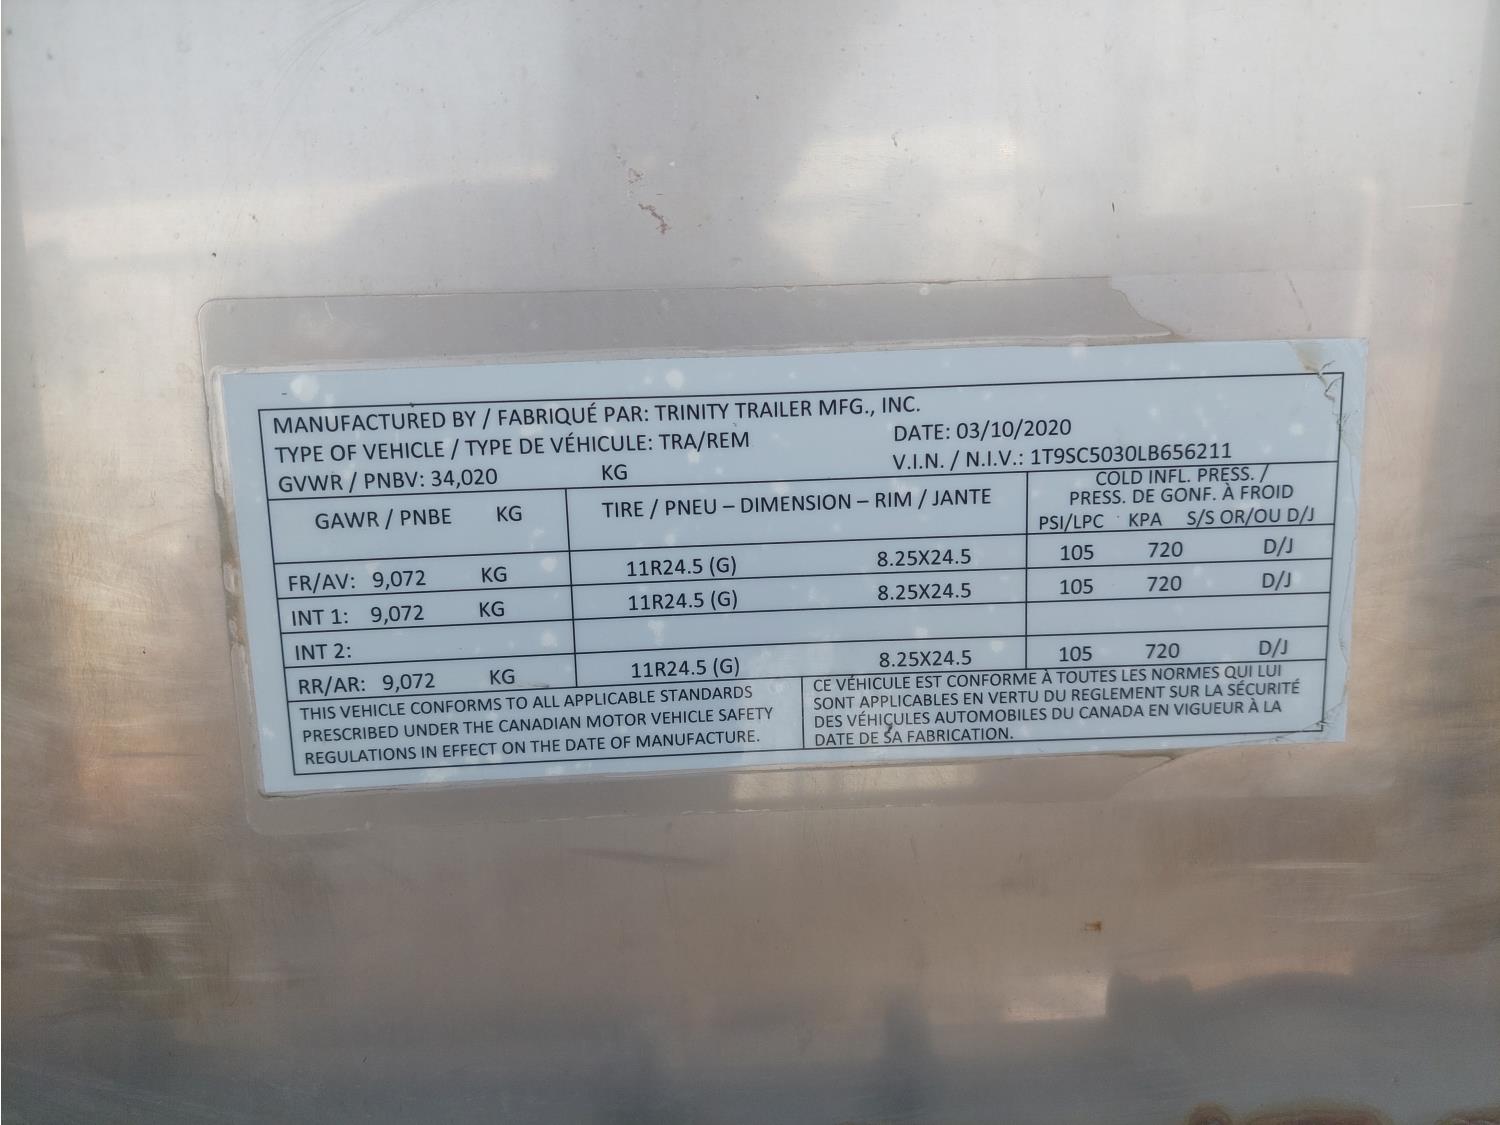 MANUFACTURED BY / FABRIQUÉ PAR: TRINITY TRAILER MFG., INC.
TYPE OF VEHICLE / TYPE DE VÉHICULE: TRA/REM DATE: 03/10/2020
GVWR / PNBV: 34,020 KG V.I.N. / N.I.V.: 1T9SC5030LB656211
GAWR / PNBE KG TIRE / PNEU – DIMENSION – RIM / JANTE COLD INFL. PRESS. /
PRESS. DE GONF. À FROID
PSI/LPC KPA S/S OR/OU D/J
FR/AV: 9,072 KG 11R24.5 (G) 8.25X24.5 105 720 D/J
INT 1: 9,072 KG 11R24.5 (G) 8.25X24.5 105 720 D/J
INT 2:
RR/AR: 9,072 KG 11R24.5 (G) 8.25X24.5 105 720 D/J
THIS VEHICLE CONFORMS TO ALL APPLICABLE STANDARDS
PRESCRIBED UNDER THE CANADIAN MOTOR VEHICLE SAFETY
REGULATIONS IN EFFECT ON THE DATE OF MANUFACTURE.
CE VÉHICULE EST CONFORME À TOUTES LES NORMES QUI LUI
SONT APPLICABLES EN VERTU DU REGLEMENT SUR LA SÉCURITÉ
DES VÉHICULES AUTOMOBILES DU CANADA EN VIGUEUR À LA
DATE DE SA FABRICATION.